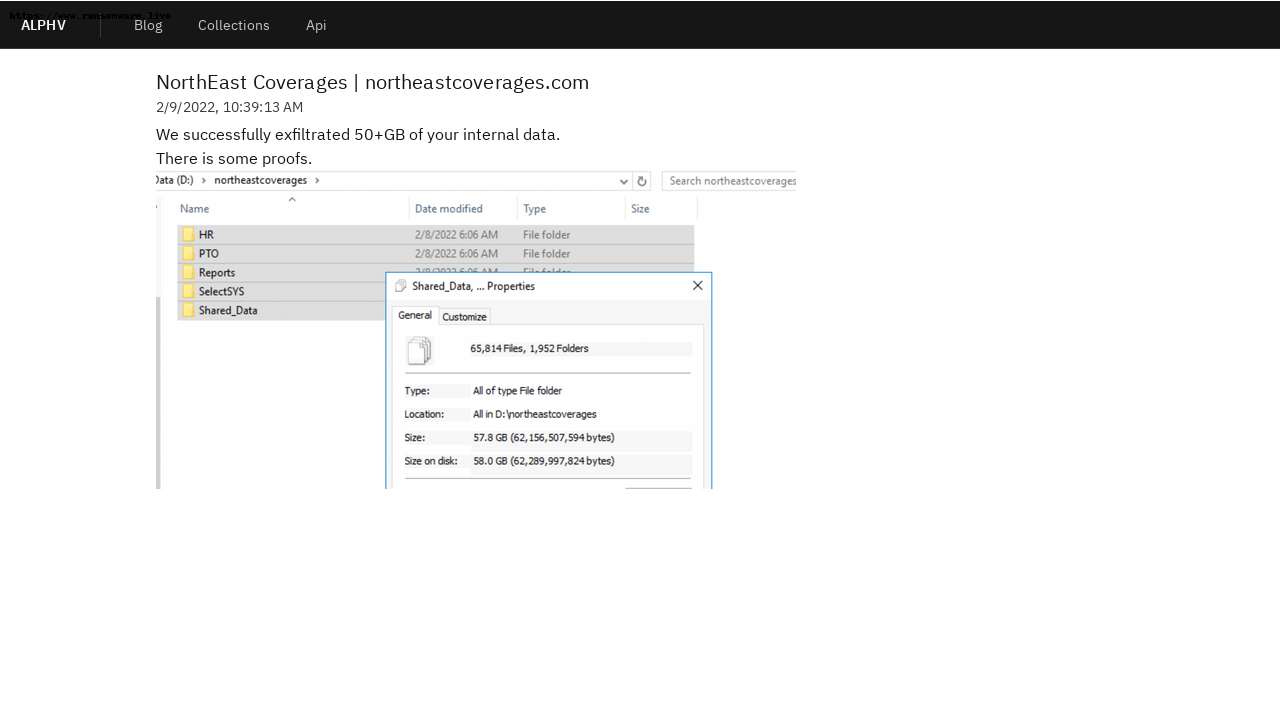 https://www.ransomware.live
ALPHV
Blog
Collections
Api
NorthEast Coverages | northeastcoverages.com
2/9/2022, 10:39:13 AM
We successfully exfiltrated 50+GB of your internal data.
There is some proofs.
Data (D:) › northeastcoverages ›
Search northeastcoverages
Name Date modified Type Size
HR 2/8/2022 6:06 AM File folder
PTO 2/8/2022 6:06 AM File folder
Reports 2/8/2022 6:06 AM File folder
SelectSYS
Shared_Data
Shared_Data, ... Properties
General Customize
65,814 Files, 1,952 Folders
Type: All of type File folder
Location: All in D:\northeastcoverages
Size: 57.8 GB (62,156,507,594 bytes)
Size on disk: 58.0 GB (62,289,997,824 bytes)